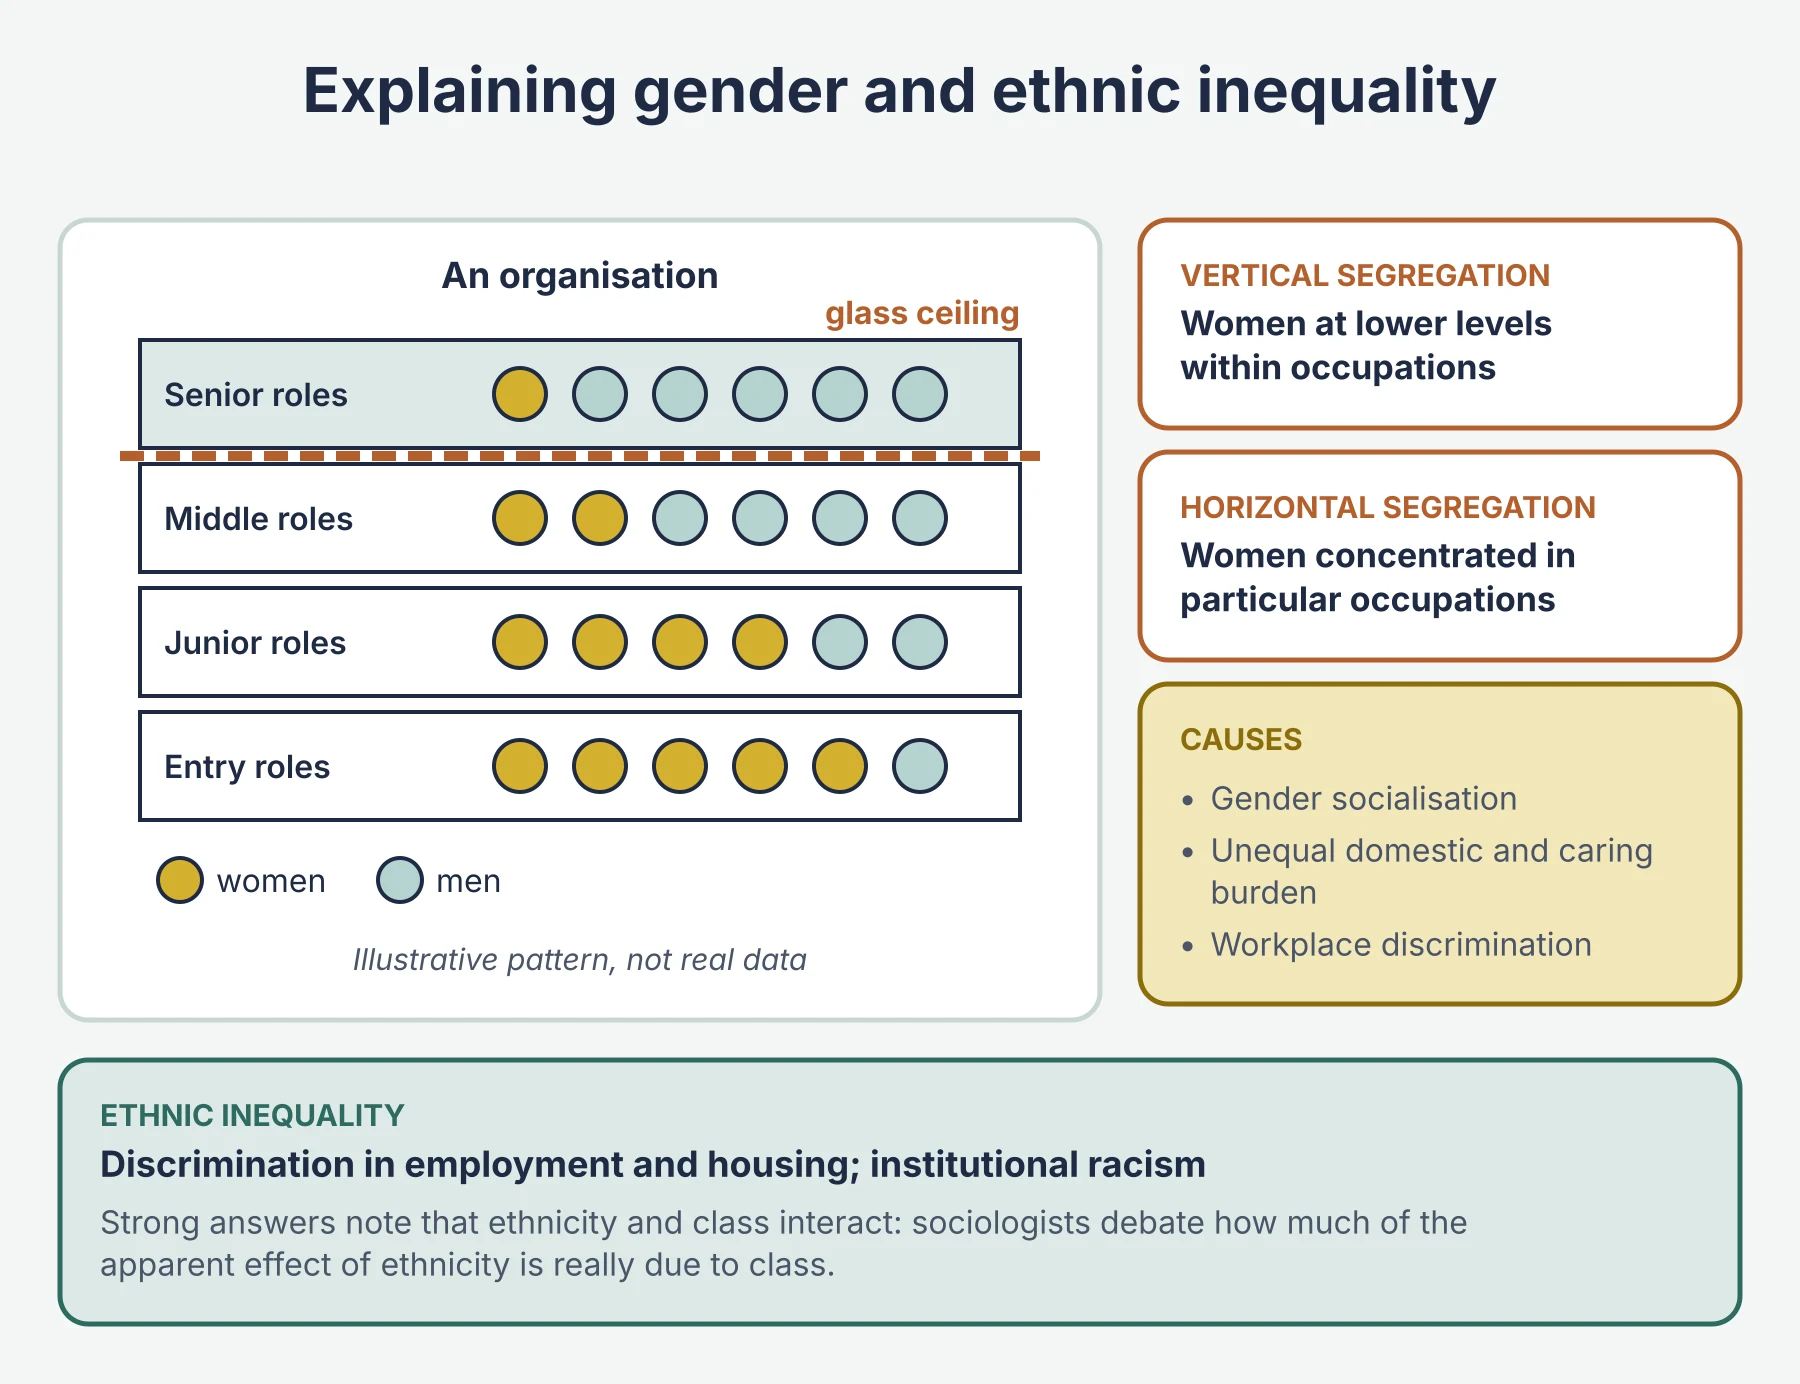 Explaining gender and ethnic inequality
An organisation
glass ceiling
Senior roles
Middle roles
Junior roles
Entry roles
women
men
Illustrative pattern, not real data
VERTICAL SEGREGATION
Women at lower levels
within occupations
HORIZONTAL SEGREGATION
Women concentrated in
particular occupations
CAUSES
• Gender socialisation
• Unequal domestic and caring
burden
• Workplace discrimination
ETHNIC INEQUALITY
Discrimination in employment and housing; institutional racism
Strong answers note that ethnicity and class interact: sociologists debate how much of the
apparent effect of ethnicity is really due to class.